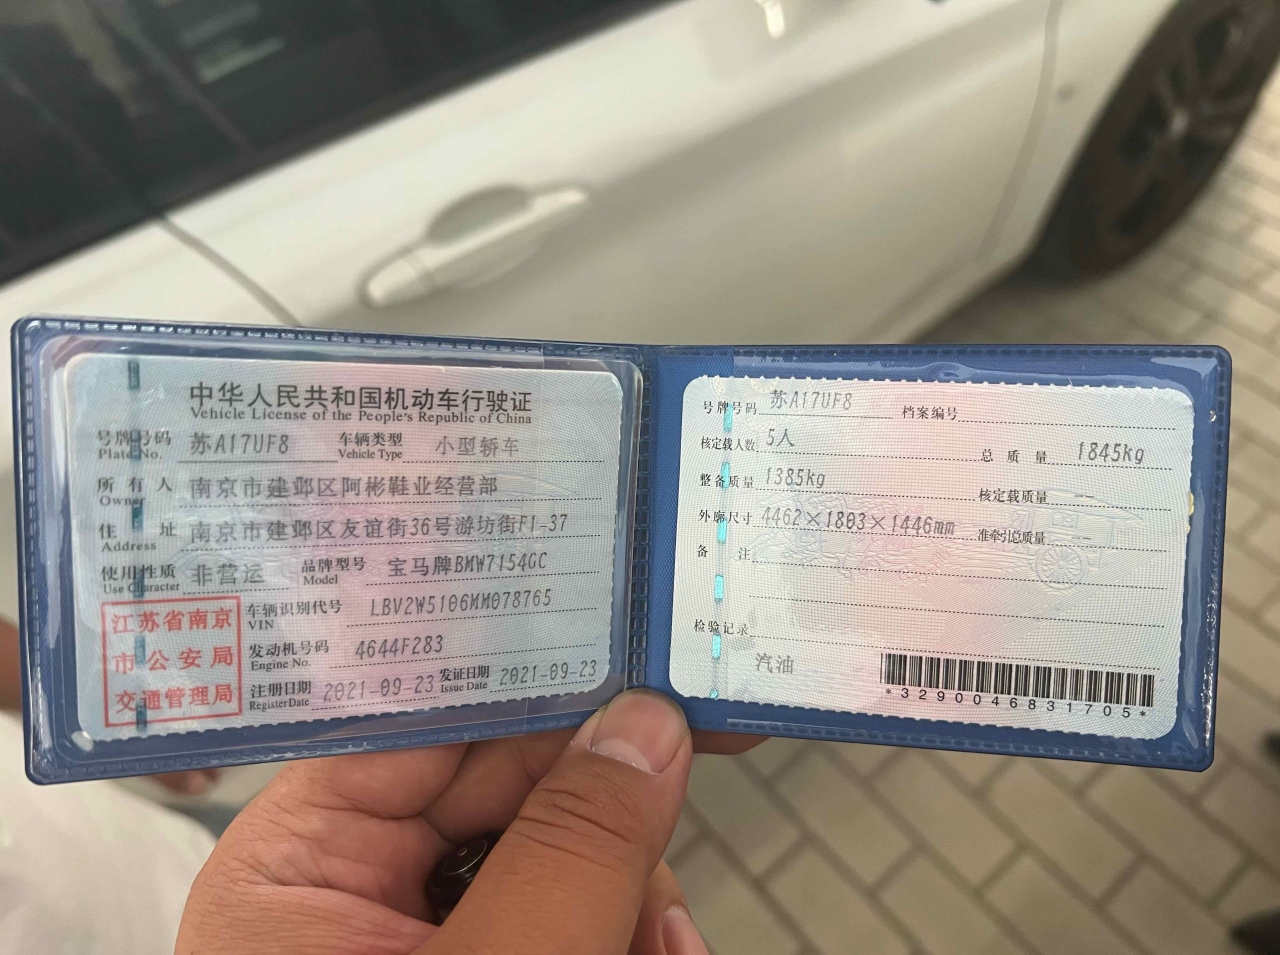 中华人民共和国机动车行驶证
Vehicle License of the People's Republic of China
号牌号码 苏A17UF8 车辆类型 小型轿车
Plate No. Vehicle Type
所有人 南京市建邺区阿彬鞋业经营部
Owner
住址 南京市建邺区友谊街36号游坊街F1-37
Address
使用性质 非营运 品牌型号 宝马牌BMW7154GC
Use Character Model
江苏省南京
市公安局
交通管理局
车辆识别代号 LBV2W5106MM078765
VIN
发动机号码 4644F283
Engine No.
注册日期 2021-09-23 发证日期 2021-09-23
Register Date Issue Date
号牌号码 苏A17UF8 档案编号
核定载人数 5人 总质量 1845kg
整备质量 1385kg 核定载质量 --
外廓尺寸 4462×1803×1446mm 准牵引总质量 --
备注
检验记录
汽油
*3290046831705*